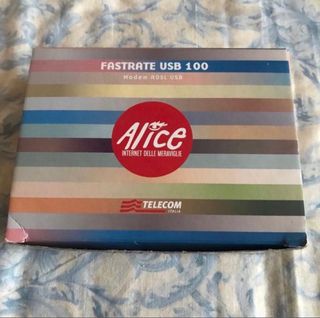 FASTRATE USB 100
Modem ADSL USB
Alice
INTERNET DELLE MERAVIGLIE
TELECOM
ITALIA